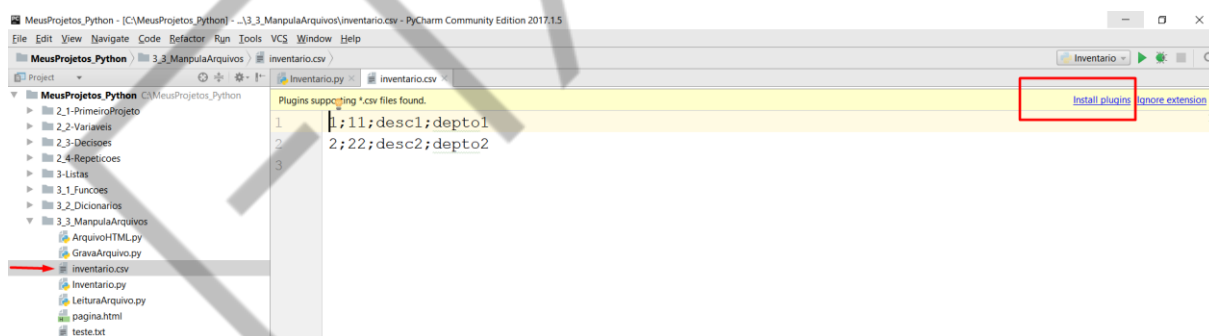 MeusProjetos_Python - [C:\MeusProjetos_Python] - ...\3_3_ManpulaArquivos\inventario.csv - PyCharm Community Edition 2017.1.5
File Edit View Navigate Code Refactor Run Tools VCS Window Help
MeusProjetos_Python 3_3_ManpulaArquivos inventario.csv Inventario
Project Inventario.py inventario.csv
MeusProjetos_Python C:\MeusProjetos_Python
Plugins supporting *.csv files found. Install plugins Ignore extension
2_1-PrimeiroProjeto
2_2-Variaveis
2_3-Decisoes
2_4-Repeticoes
3-Listas
3_1_Funcoes
3_2_Dicionarios
3_3_ManpulaArquivos
ArquivoHTML.py
GravaArquivo.py
inventario.csv
Inventario.py
LeituraArquivo.py
pagina.html
teste.txt
1 1;11;desc1;depto1
2 2;22;desc2;depto2
3